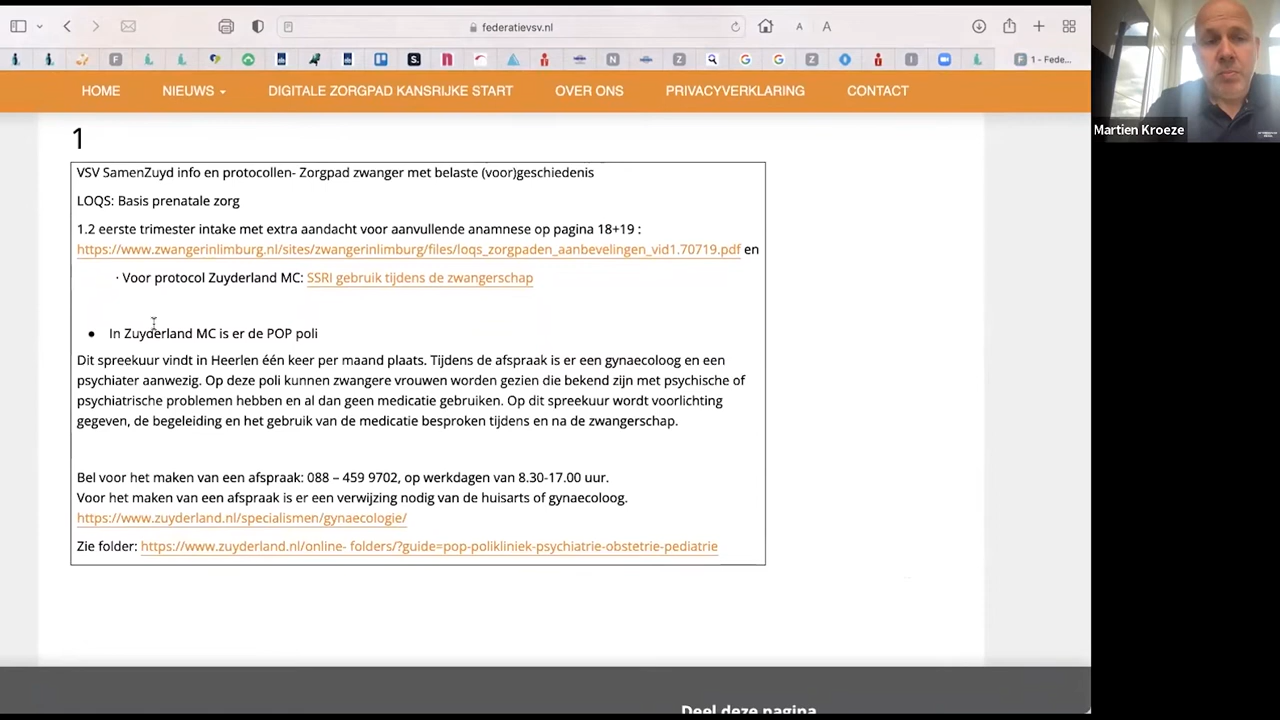 federatievsv.nl
A A
1 - Fede...
HOME NIEUWS DIGITALE ZORGPAD KANSRIJKE START OVER ONS PRIVACYVERKLARING CONTACT
Martien Kroeze
1
VSV SamenZuyd info en protocollen- Zorgpad zwanger met belaste (voor)geschiedenis
LOQS: Basis prenatale zorg
1.2 eerste trimester intake met extra aandacht voor aanvullende anamnese op pagina 18+19 :
https://www.zwangerinlimburg.nl/sites/zwangerinlimburg/files/loqs_zorgpaden_aanbevelingen_vid1.70719.pdf en
· Voor protocol Zuyderland MC: SSRI gebruik tijdens de zwangerschap
● In Zuyderland MC is er de POP poli
Dit spreekuur vindt in Heerlen één keer per maand plaats. Tijdens de afspraak is er een gynaecoloog en een
psychiater aanwezig. Op deze poli kunnen zwangere vrouwen worden gezien die bekend zijn met psychische of
psychiatrische problemen hebben en al dan geen medicatie gebruiken. Op dit spreekuur wordt voorlichting
gegeven, de begeleiding en het gebruik van de medicatie besproken tijdens en na de zwangerschap.
Bel voor het maken van een afspraak: 088 – 459 9702, op werkdagen van 8.30-17.00 uur.
Voor het maken van een afspraak is er een verwijzing nodig van de huisarts of gynaecoloog.
https://www.zuyderland.nl/specialismen/gynaecologie/
Zie folder: https://www.zuyderland.nl/online- folders/?guide=pop-polikliniek-psychiatrie-obstetrie-pediatrie
Deel deze pagina